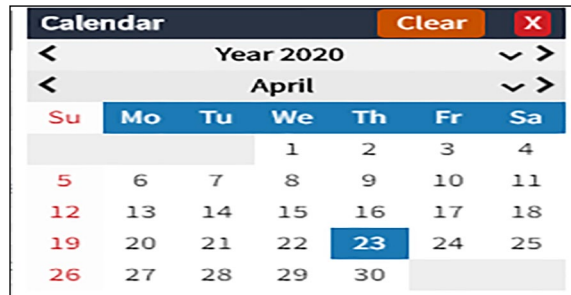 Calendar Clear X
< Year 2020 >
< April >
Su Mo Tu We Th Fr Sa
1 2 3 4
5 6 7 8 9 10 11
12 13 14 15 16 17 18
19 20 21 22 23 24 25
26 27 28 29 30